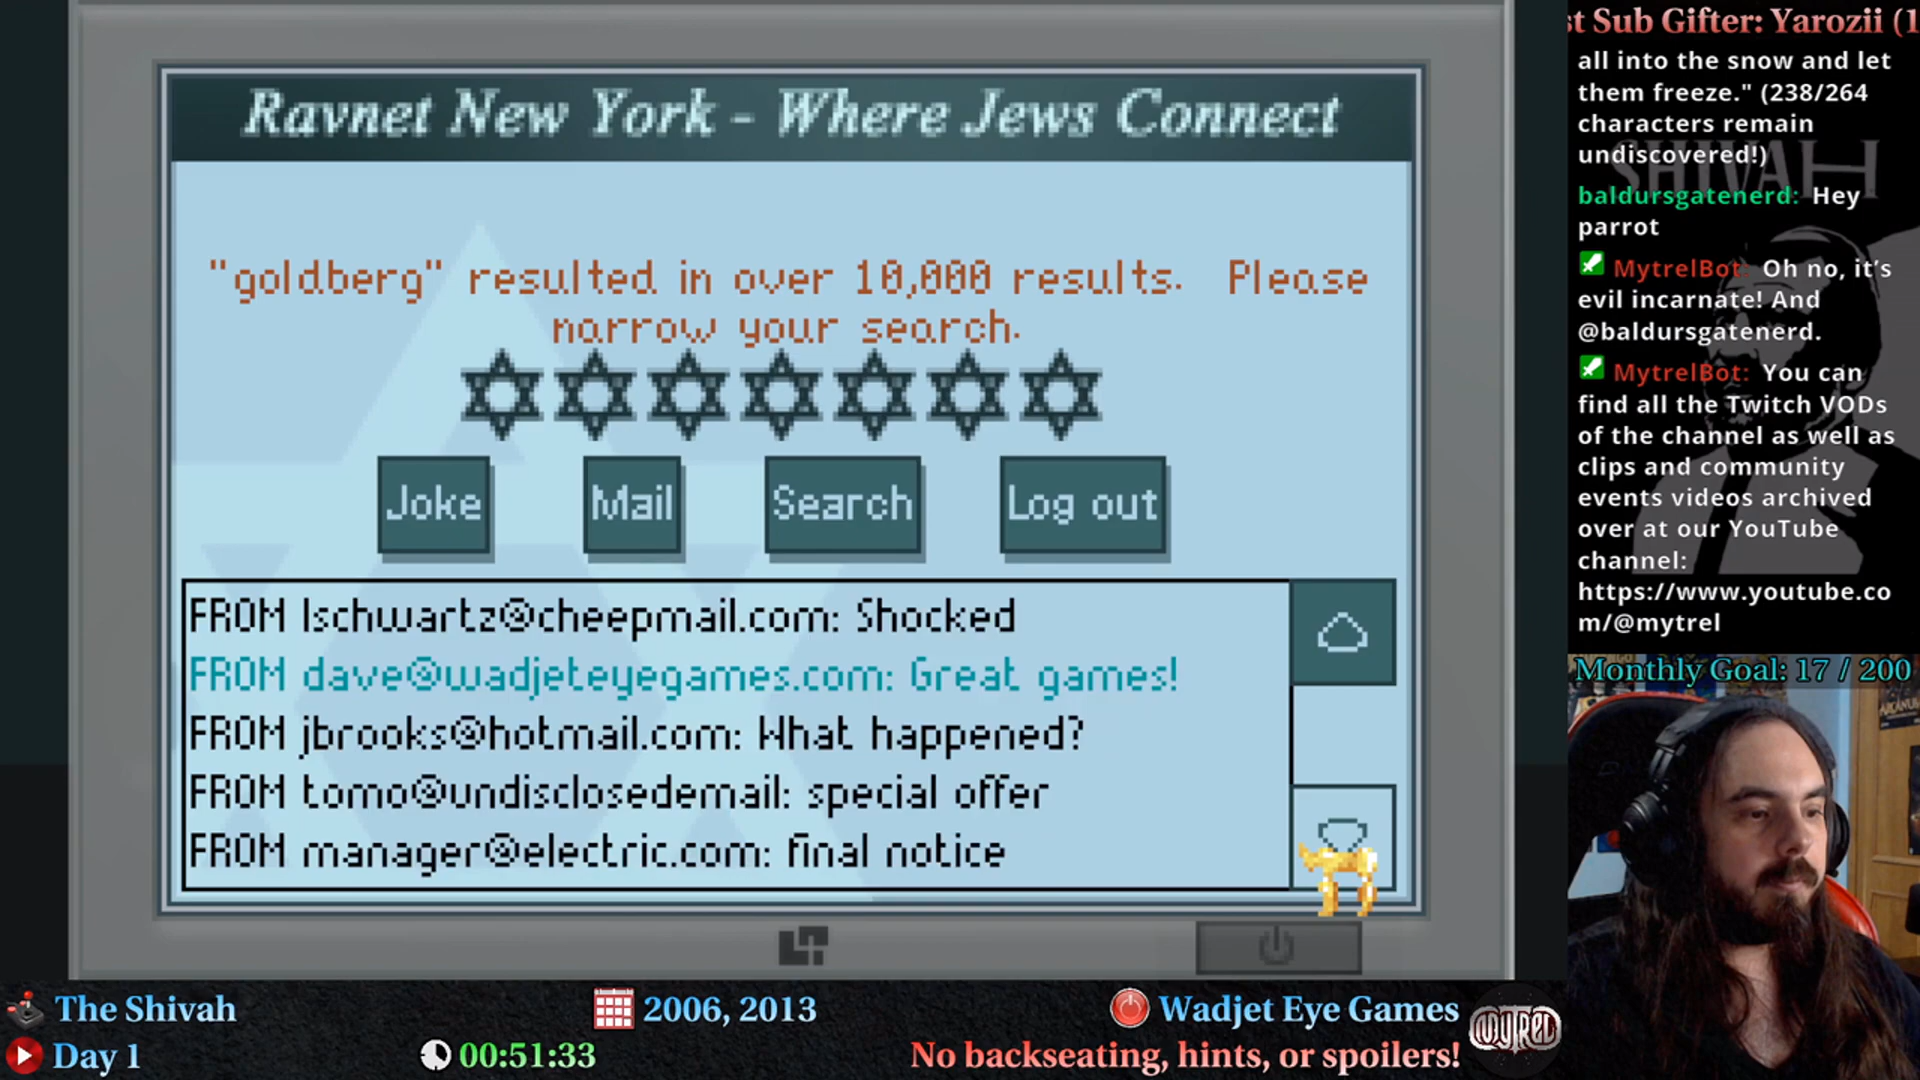 Ravnet New York - Where Jews Connect
"goldberg" resulted in over 10,000 results. Please
narrow your search.
Joke
Mail
Search
Log out
FROM lschwartz@cheepmail.com: Shocked
FROM dave@wadjeteyegames.com: Great games!
FROM jbrooks@hotmail.com: What happened?
FROM tomo@undisclosedemail: special offer
FROM manager@electric.com: final notice
st Sub Gifter: Yarozii (1
all into the snow and let
them freeze." (238/264
characters remain
undiscovered!)
SHIVAH
baldursgatenerd: Hey
parrot
MytrelBot: Oh no, it's
evil incarnate! And
@baldursgatenerd.
MytrelBot: You can
find all the Twitch VODs
of the channel as well as
clips and community
events videos archived
over at our YouTube
channel:
https://www.youtube.co
m/@mytrel
Monthly Goal: 17 / 200
The Shivah
2006, 2013
Wadjet Eye Games
MYTREL
Day 1
00:51:33
No backseating, hints, or spoilers!